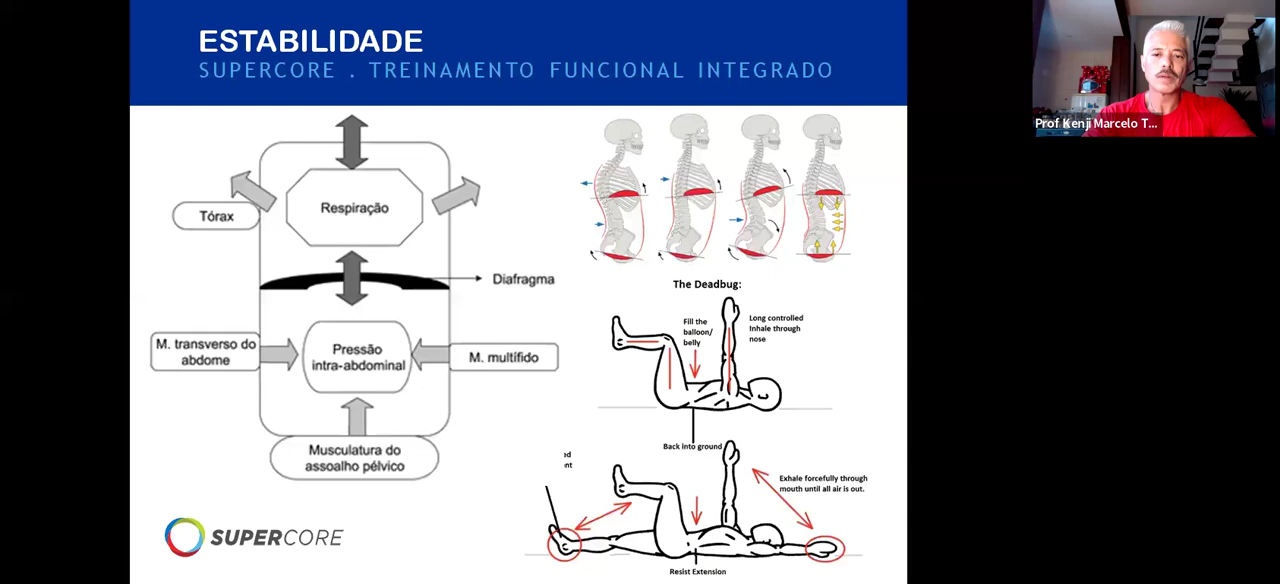 ESTABILIDADE
SUPERCORE . TREINAMENTO FUNCIONAL INTEGRADO
Prof Kenji Marcelo T...
Respiração
Tórax
Diafragma
M. transverso do
abdome
Pressão
intra-abdominal
M. multífido
Musculatura do
assoalho pélvico
The Deadbug:
Fill the
balloon/
belly
Long controlled
Inhale through
nose
Back into ground
ed
nt
Exhale forcefully through
mouth until all air is out.
Resist Extension
SUPERCORE